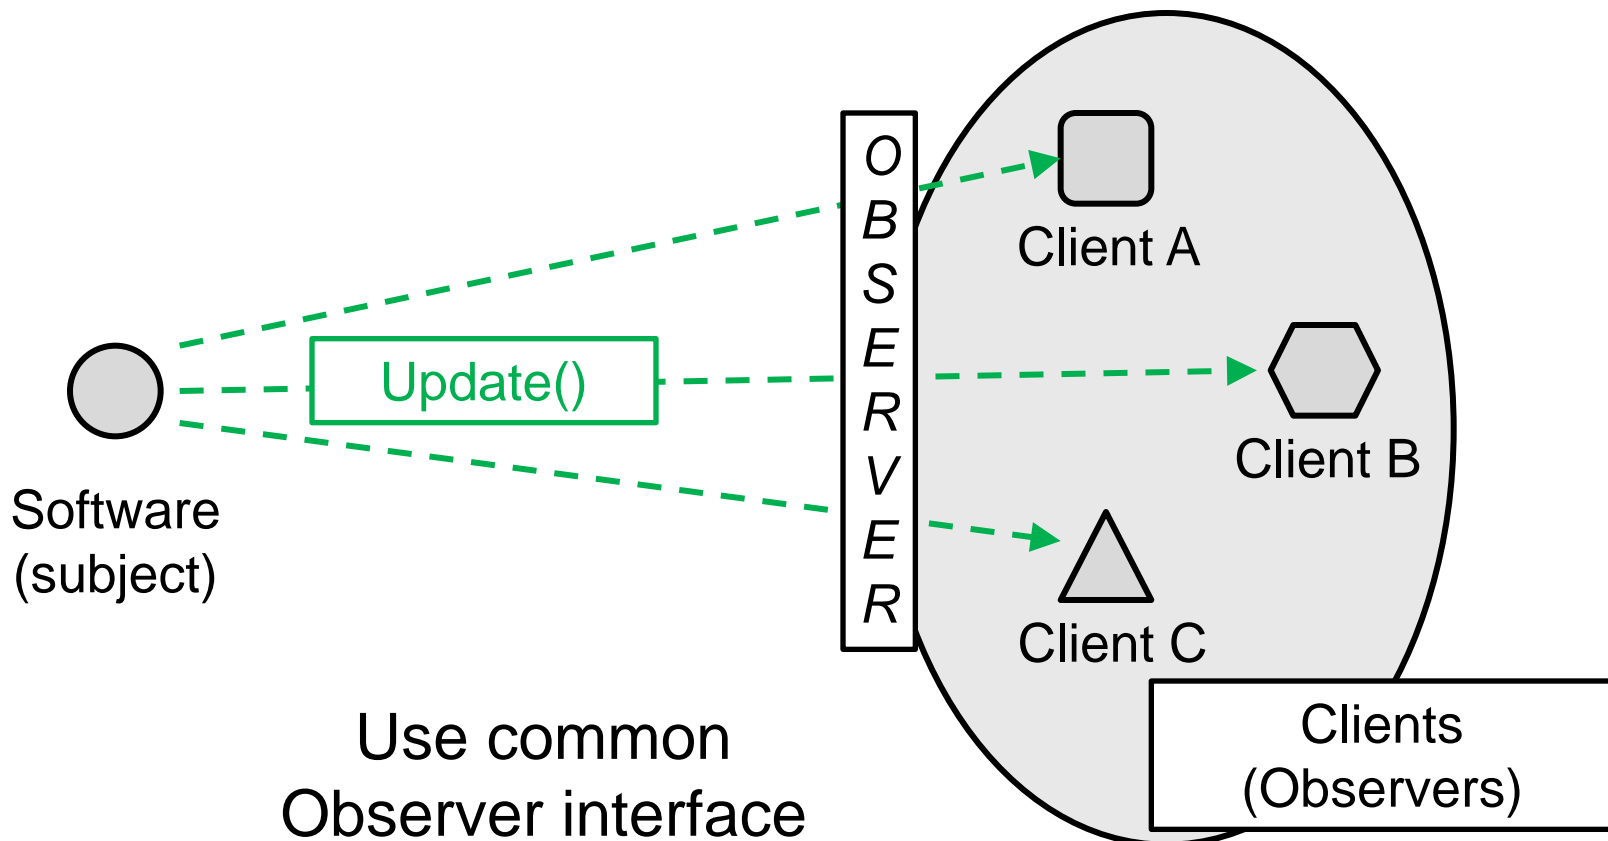 O
B
S
E
R
V
E
R
Client A
Update()
Client B
Software
(subject)
Client C
Use common
Observer interface
Clients
(Observers)